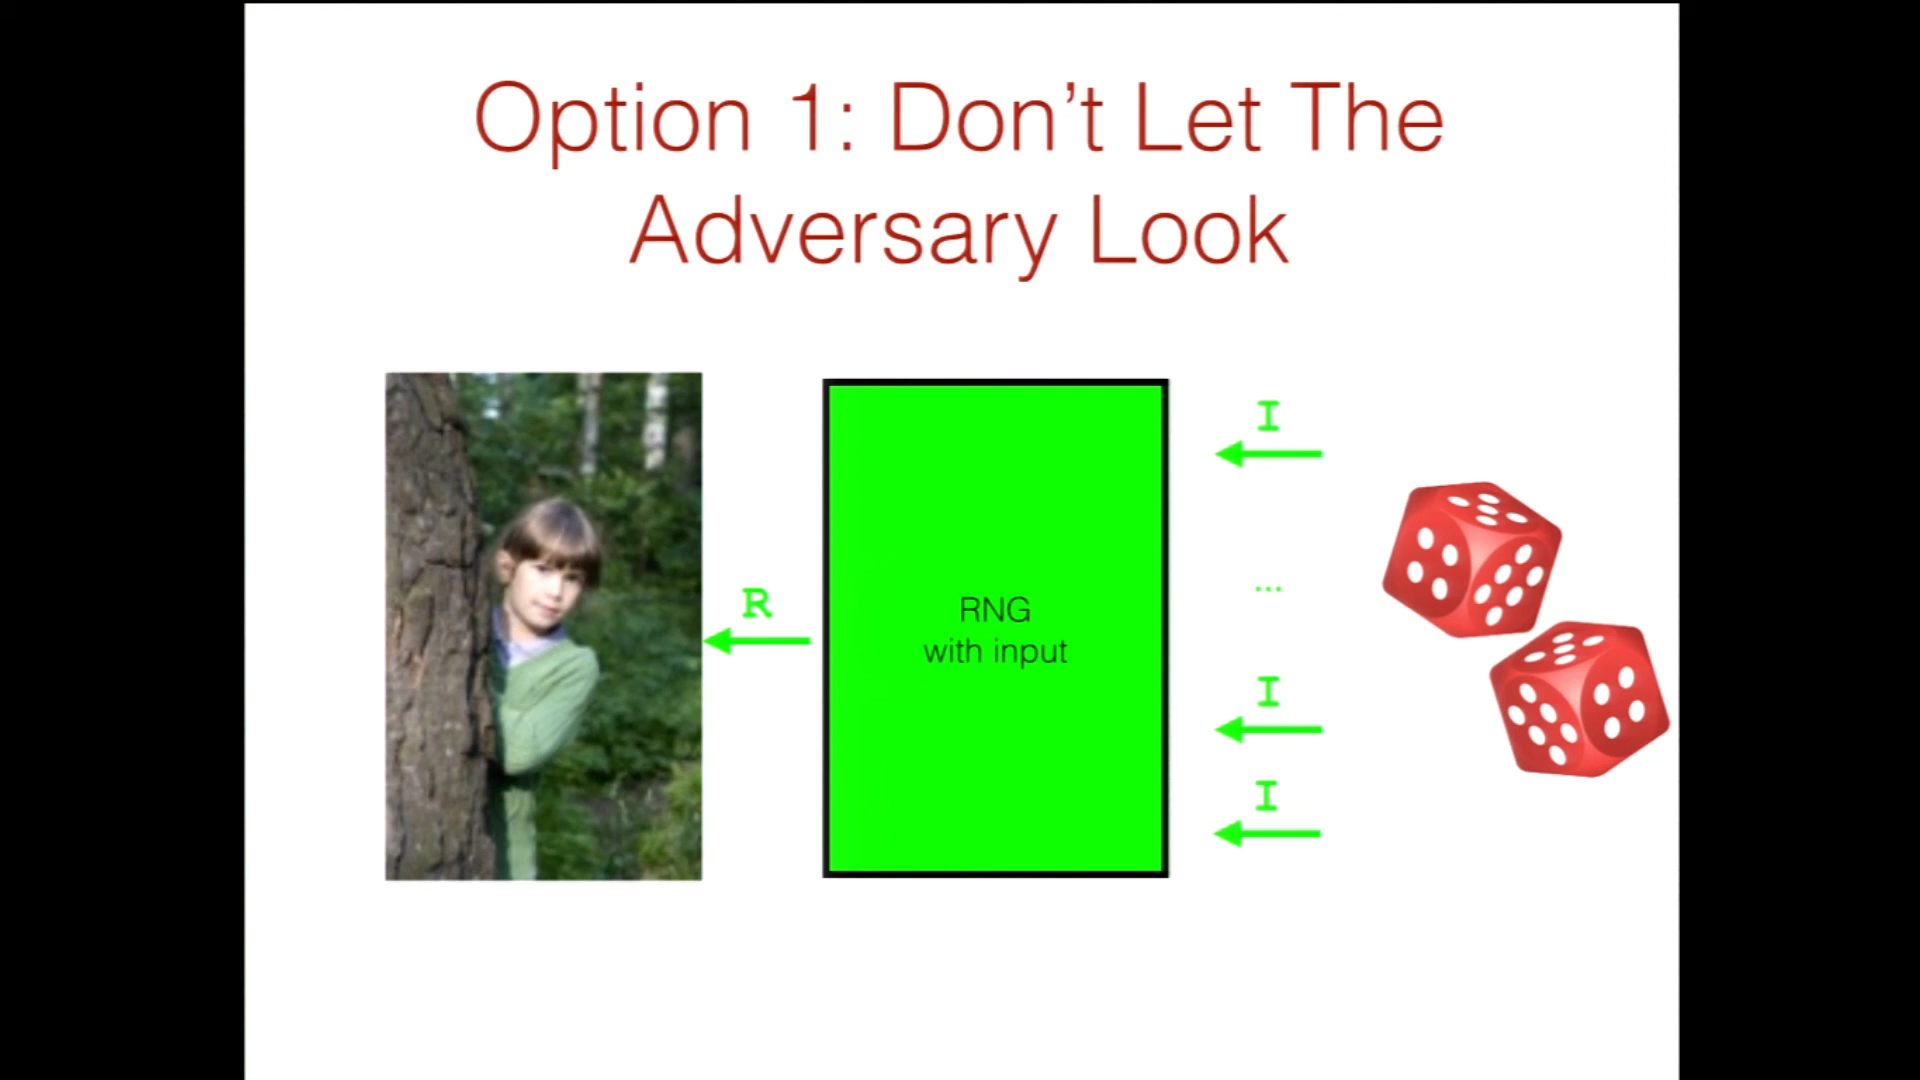 Option 1: Don’t Let The
Adversary Look
I
...
R
RNG
with input
I
I